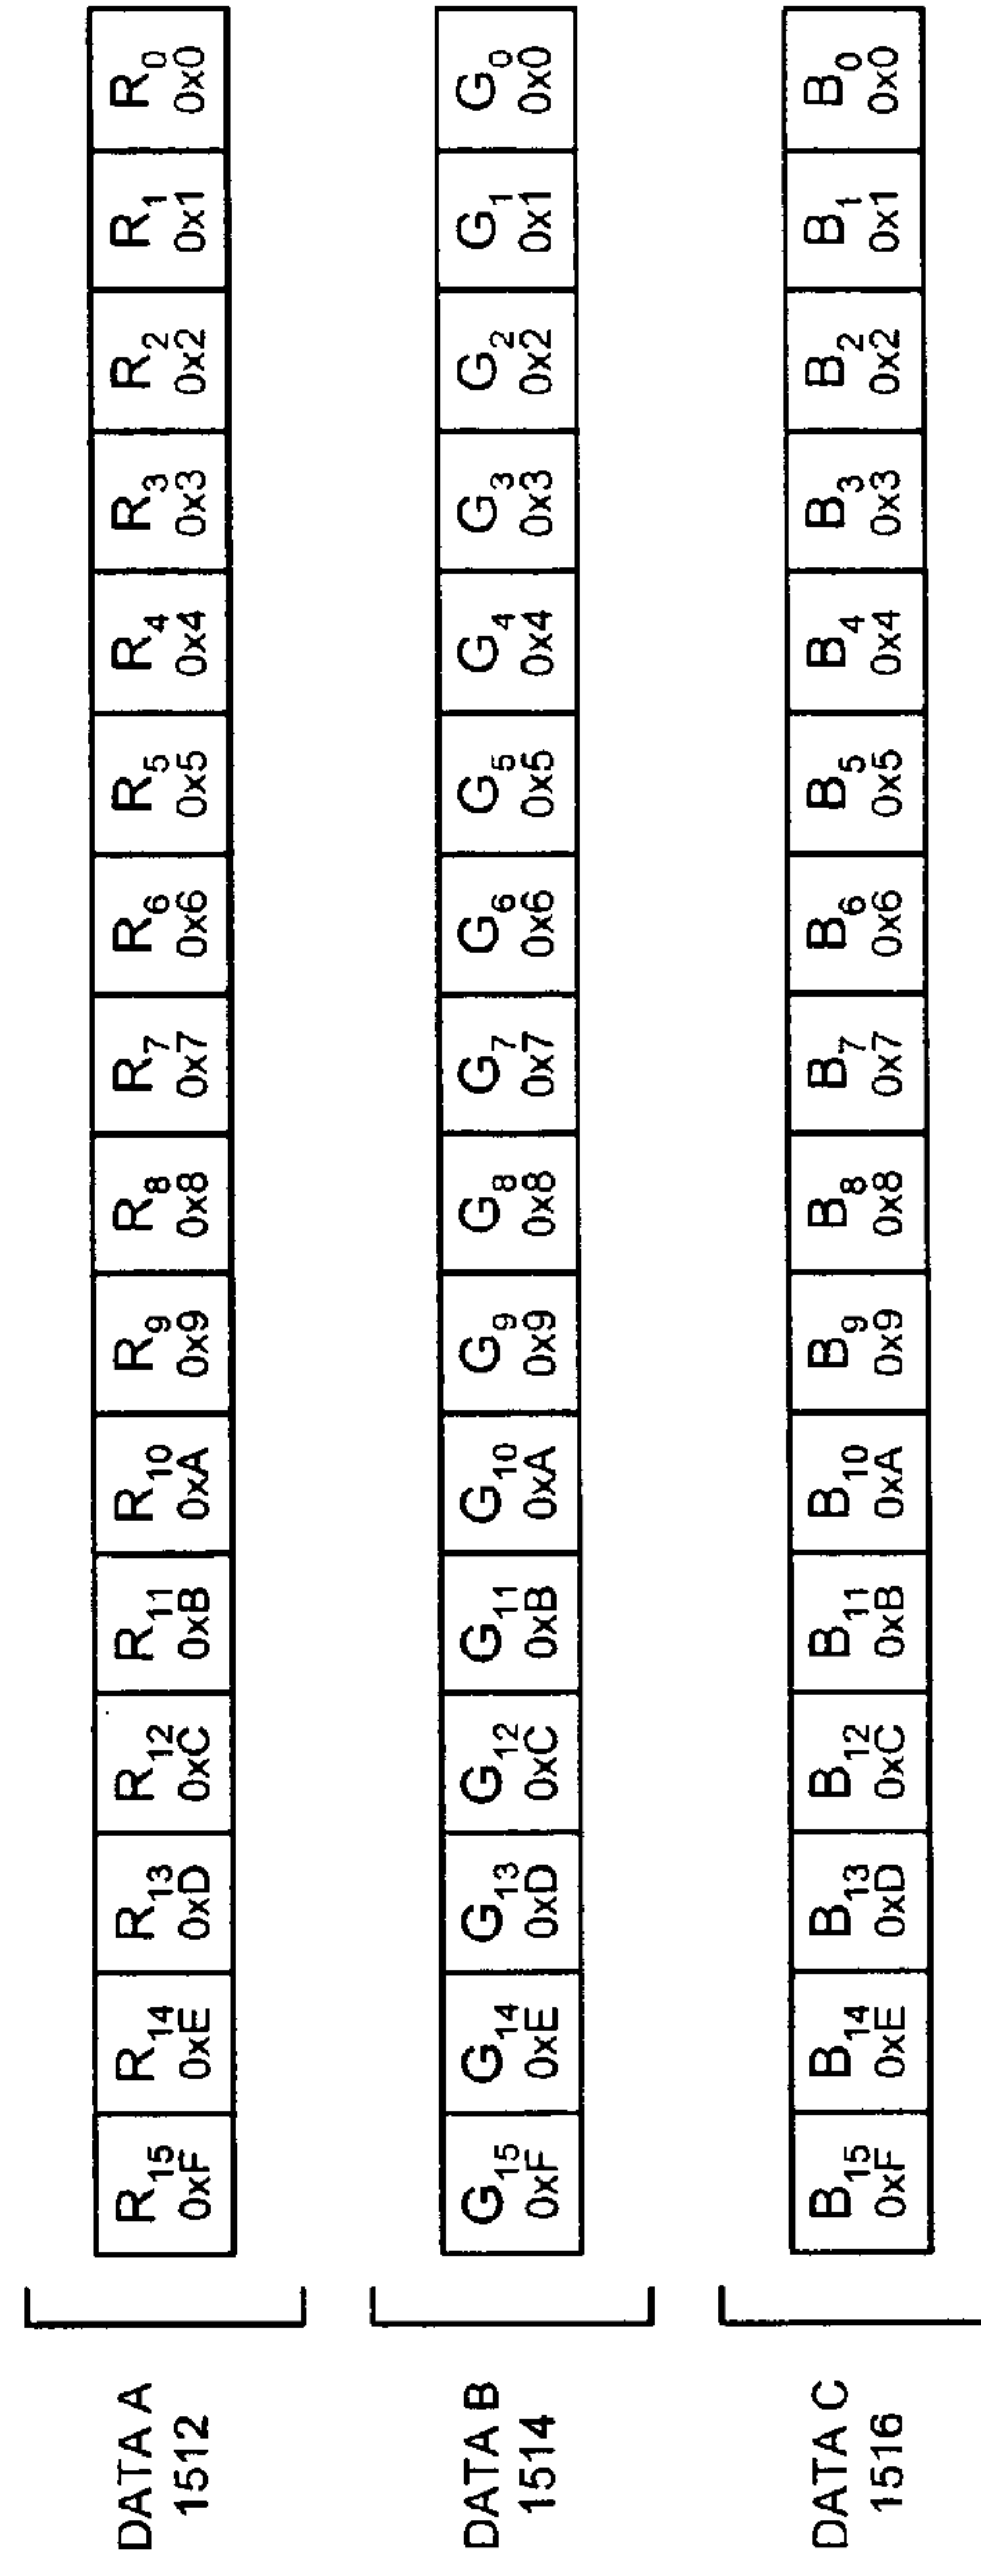 DATA A
1512
R15 R14 R13 R12 R11 R10 R9 R8 R7 R6 R5 R4 R3 R2 R1 R0
0xF 0xE 0xD 0xC 0xB 0xA 0x9 0x8 0x7 0x6 0x5 0x4 0x3 0x2 0x1 0x0
DATA B
1514
G15 G14 G13 G12 G11 G10 G9 G8 G7 G6 G5 G4 G3 G2 G1 G0
0xF 0xE 0xD 0xC 0xB 0xA 0x9 0x8 0x7 0x6 0x5 0x4 0x3 0x2 0x1 0x0
DATA C
1516
B15 B14 B13 B12 B11 B10 B9 B8 B7 B6 B5 B4 B3 B2 B1 B0
0xF 0xE 0xD 0xC 0xB 0xA 0x9 0x8 0x7 0x6 0x5 0x4 0x3 0x2 0x1 0x0